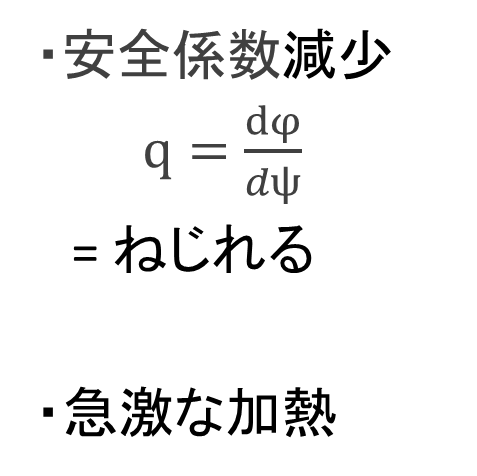 ・安全係数減少
q = dφ/dψ
= ねじれる
・急激な加熱